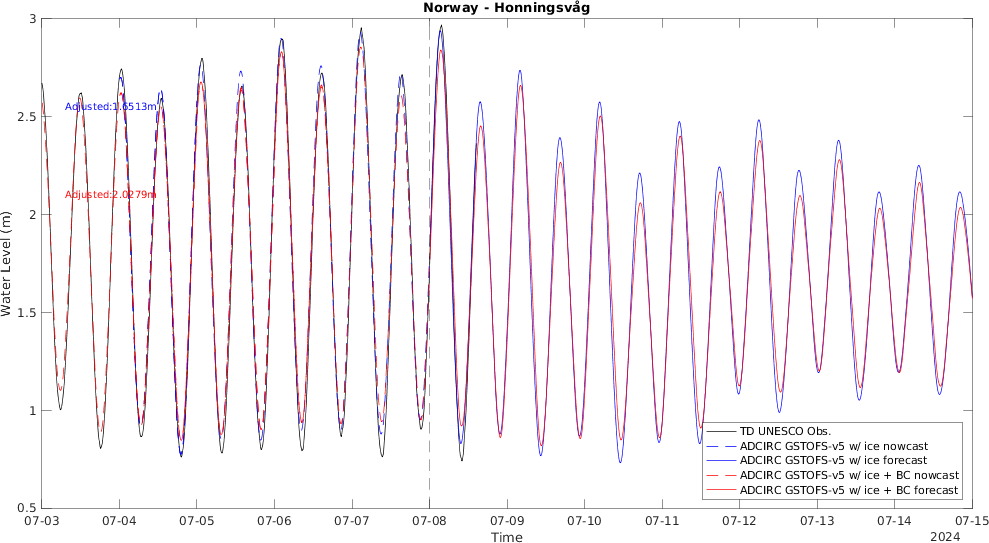 Norway - Honningsvåg
3
2.5
2
1.5
1
0.5
Water Level (m)
Adjusted:1.6513m
Adjusted:2.0279m
TD UNESCO Obs.
ADCIRC GSTOFS-v5 w/ ice nowcast
ADCIRC GSTOFS-v5 w/ ice forecast
ADCIRC GSTOFS-v5 w/ ice + BC nowcast
ADCIRC GSTOFS-v5 w/ ice + BC forecast
07-03 07-04 07-05 07-06 07-07 07-08 07-09 07-10 07-11 07-12 07-13 07-14 07-15
Time
2024